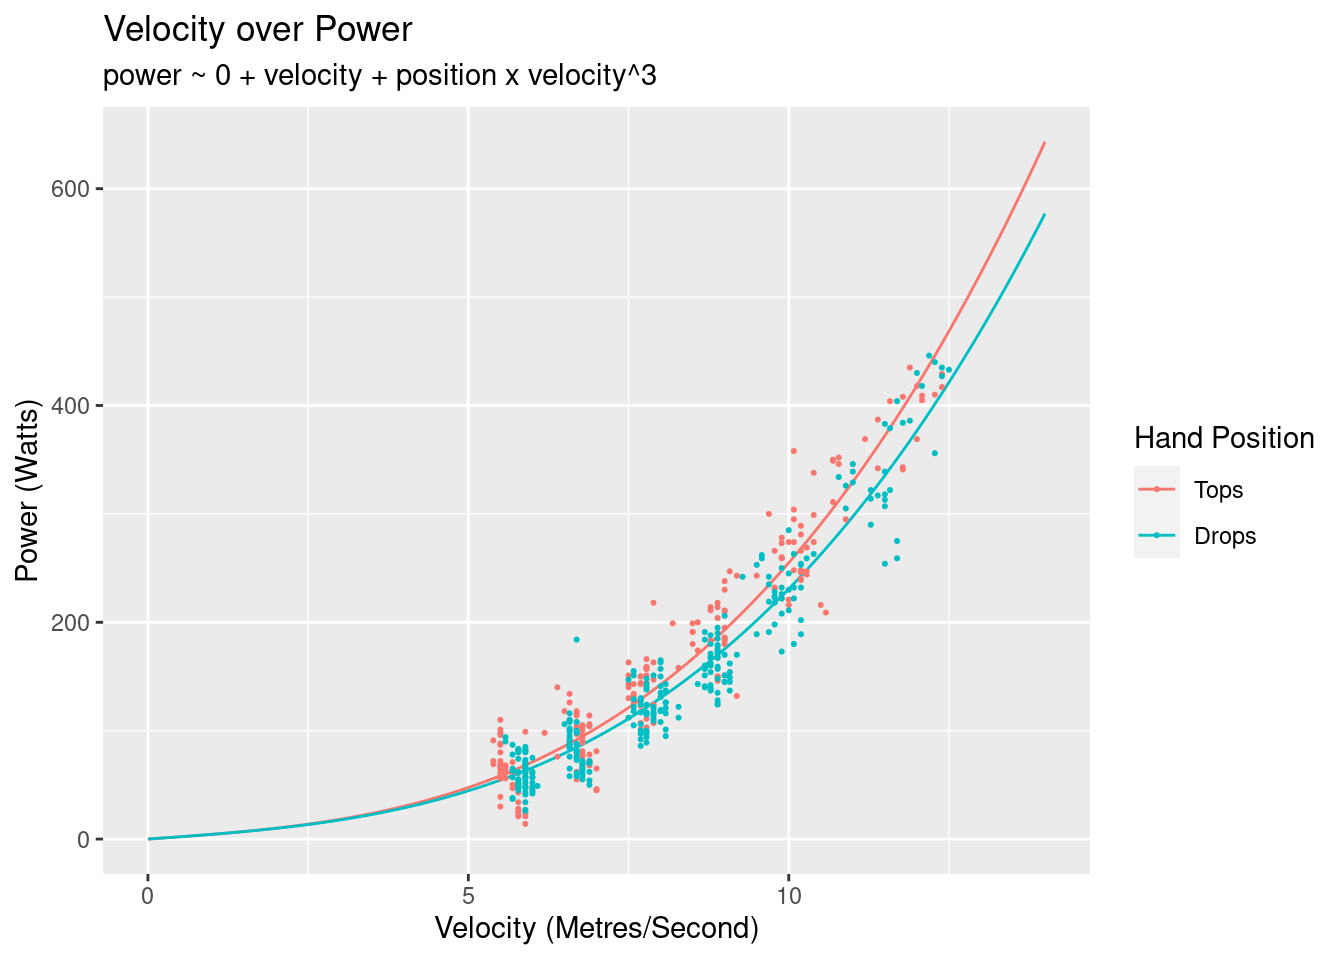 Velocity over Power
power ~ 0 + velocity + position x velocity^3
600
400
200
0
Power (Watts)
0 5 10
Velocity (Metres/Second)
Hand Position
Tops
Drops